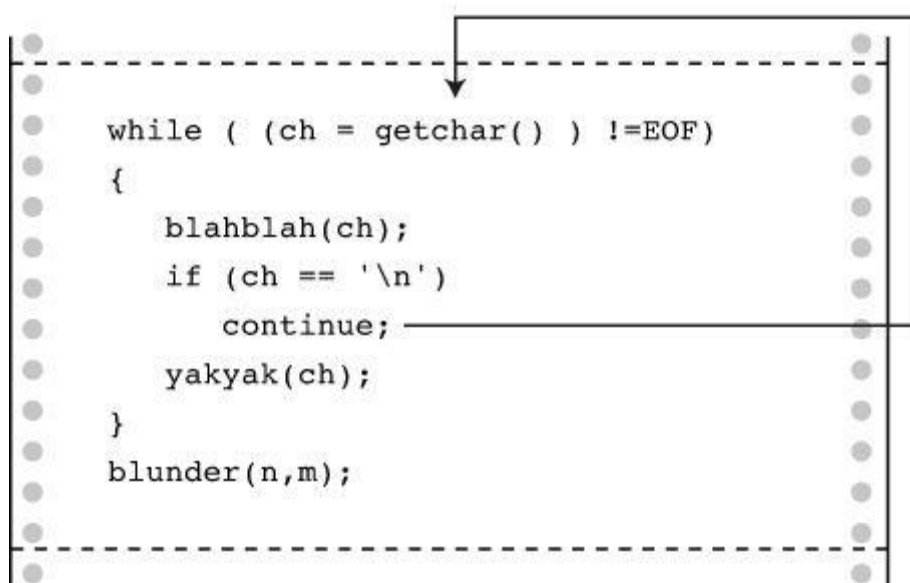 while ( (ch = getchar() ) !=EOF)
{
blahblah(ch);
if (ch == '\n')
continue;
yakyak(ch);
}
blunder(n,m);